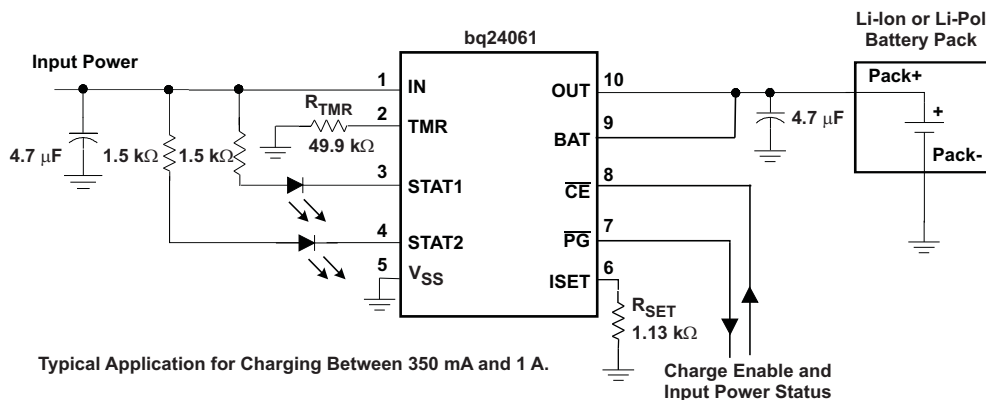 bq24061
Li-Ion or Li-Pol
Battery Pack
Input Power
1
IN
R_TMR
2
TMR
49.9 kΩ
4.7 μF
1.5 kΩ
1.5 kΩ
3
STAT1
4
STAT2
5
V_SS
OUT
10
BAT
9
CE
8
PG
7
ISET
6
R_SET
1.13 kΩ
4.7 μF
Pack+
+
Pack-
Typical Application for Charging Between 350 mA and 1 A.
Charge Enable and
Input Power Status